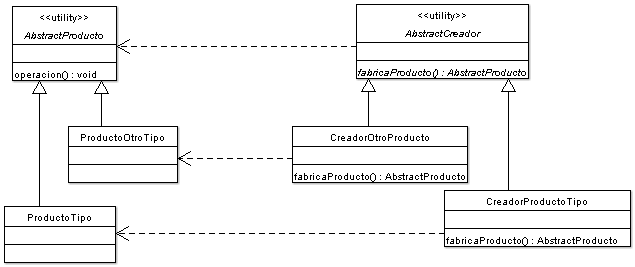 <<utility>>
AbstractProducto
operacion() : void
<<utility>>
AbstractCreador
fabricaProducto() : AbstractProducto
ProductoOtroTipo
CreadorOtroProducto
fabricaProducto() : AbstractProducto
CreadorProductoTipo
fabricaProducto() : AbstractProducto
ProductoTipo